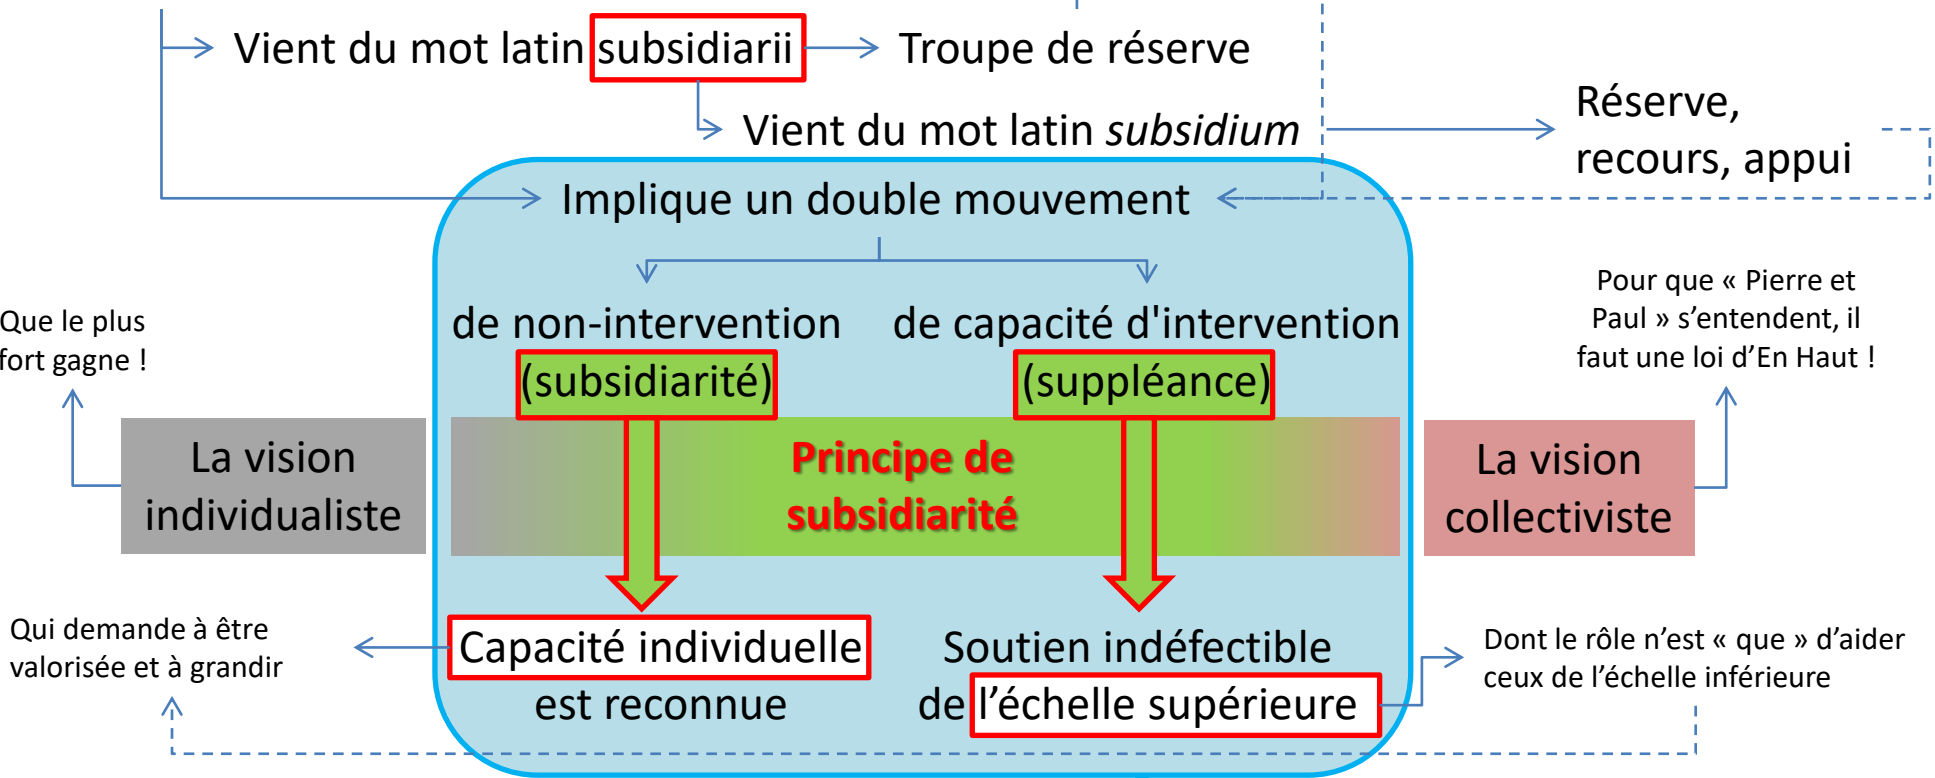 Vient du mot latin subsidiarii
Troupe de réserve
Vient du mot latin subsidium
Réserve,
recours, appui
Implique un double mouvement
de non-intervention
(subsidiarité)
de capacité d'intervention
(suppléance)
Que le plus
fort gagne !
Pour que « Pierre et
Paul » s’entendent, il
faut une loi d’En Haut !
La vision
individualiste
Principe de
subsidiarité
La vision
collectiviste
Qui demande à être
valorisée et à grandir
Capacité individuelle
est reconnue
Soutien indéfectible
de l’échelle supérieure
Dont le rôle n’est « que » d’aider
ceux de l’échelle inférieure